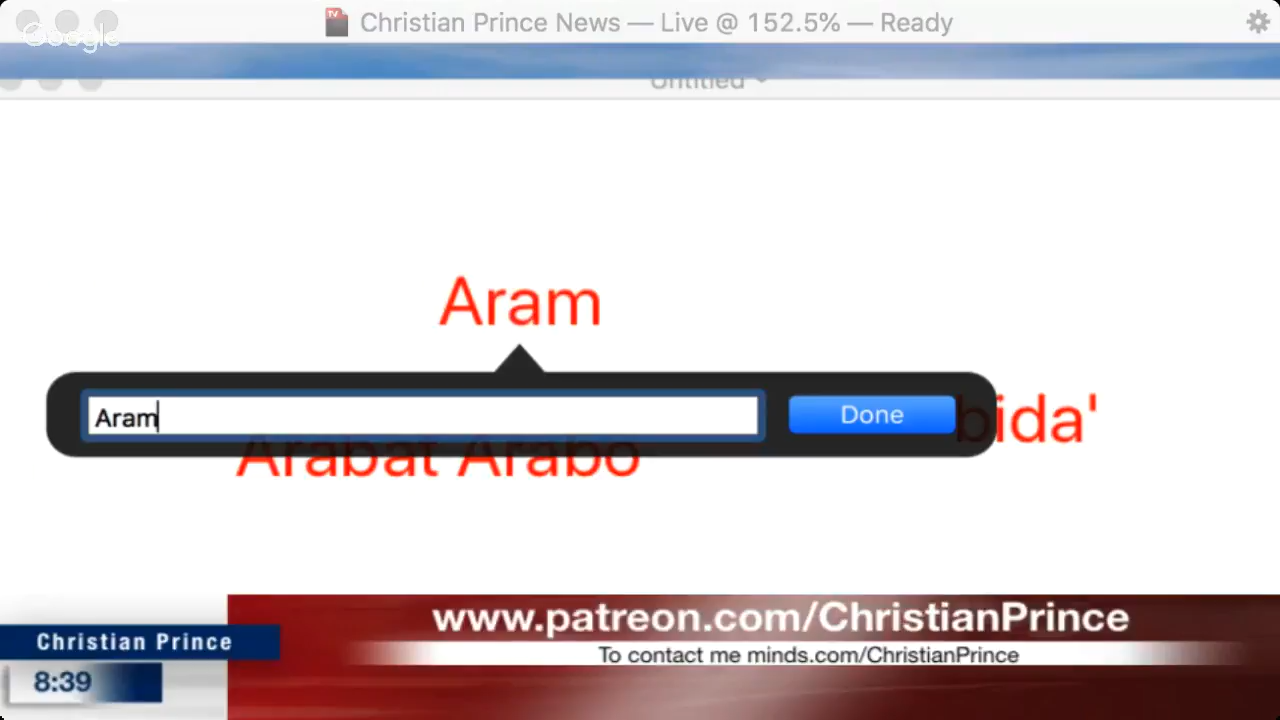 Christian Prince News — Live @ 152.5% — Ready
Google
Untitled
Aram
Aram
Done
bida'
Arabat Arabo
www.patreon.com/ChristianPrince
Christian Prince
To contact me minds.com/ChristianPrince
8:39